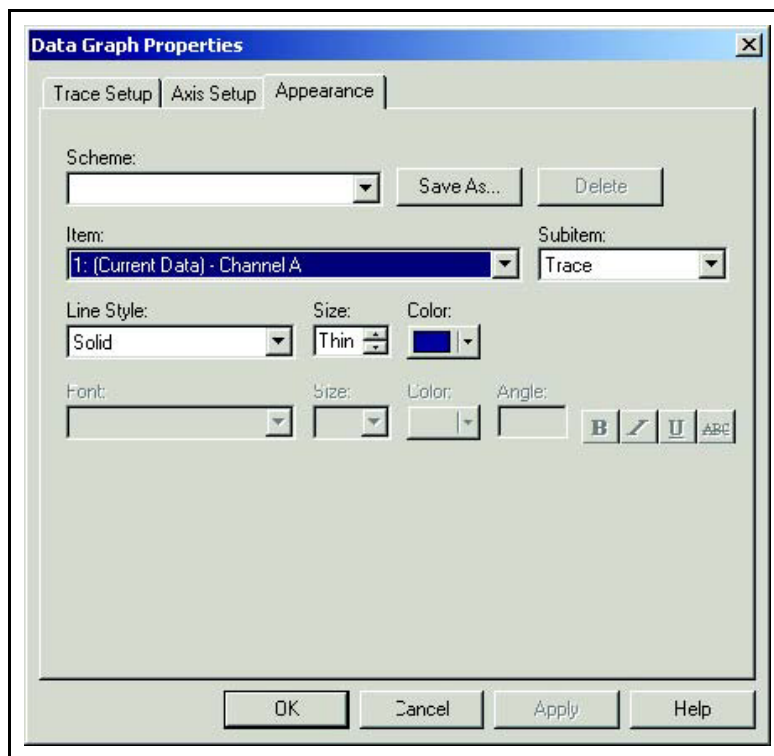 Data Graph Properties
Trace Setup Axis Setup Appearance
Scheme:
Save As... Delete
Item: Subitem:
1: (Current Data) - Channel A Trace
Line Style: Size: Color:
Solid Thin
Font: Size: Color: Angle:
B I U ABC
OK Cancel Apply Help